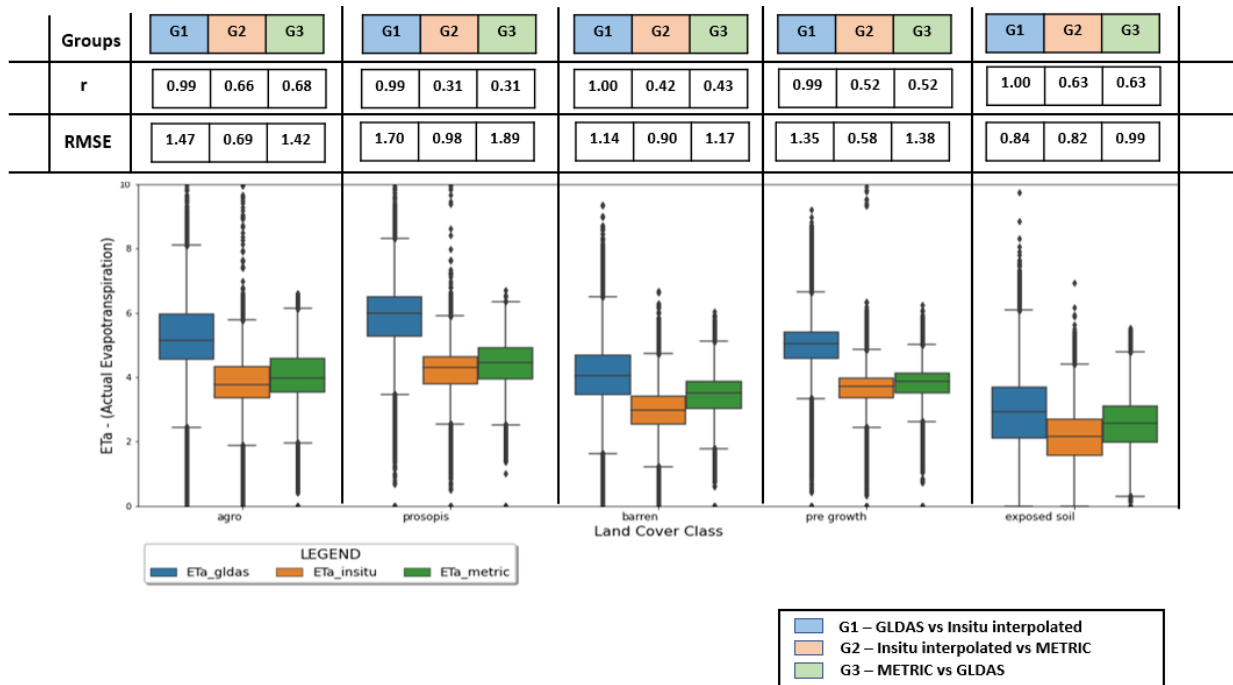 Groups G1 G2 G3 G1 G2 G3 G1 G2 G3 G1 G2 G3 G1 G2 G3
r 0.99 0.66 0.68 0.99 0.31 0.31 1.00 0.42 0.43 0.99 0.52 0.52 1.00 0.63 0.63
RMSE 1.47 0.69 1.42 1.70 0.98 1.89 1.14 0.90 1.17 1.35 0.58 1.38 0.84 0.82 0.99
ETa - (Actual Evapotranspiration)
10
8
6
4
2
0
agro prosopis barren pre growth exposed soil
Land Cover Class
LEGEND
ETa_gldas ETa_insitu ETa_metric
G1 – GLDAS vs Insitu interpolated
G2 – Insitu interpolated vs METRIC
G3 – METRIC vs GLDAS